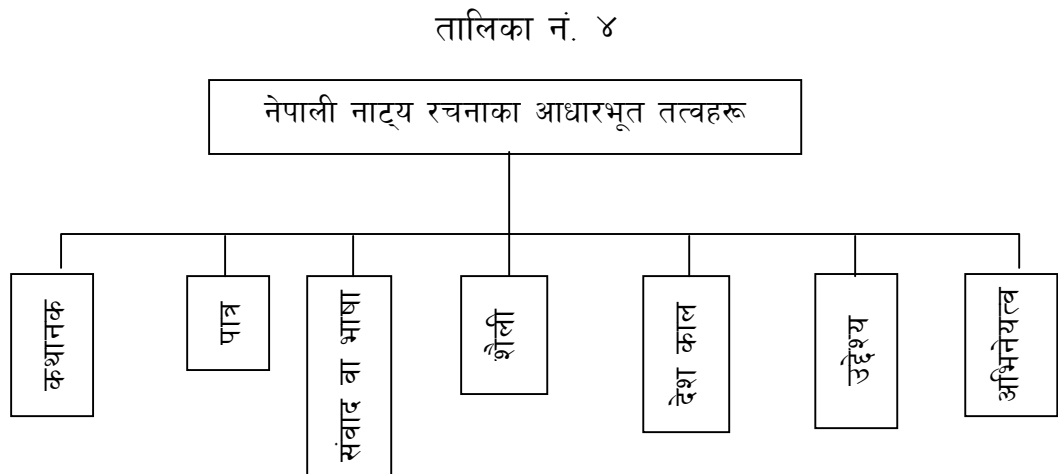 तालिका नं. ४
नेपाली नाट्य रचनाका आधारभूत तत्वहरू
कथानक
पात्र
संवाद वा भाषा
शैली
देश काल
उद्देश्य
अभिनेयत्व